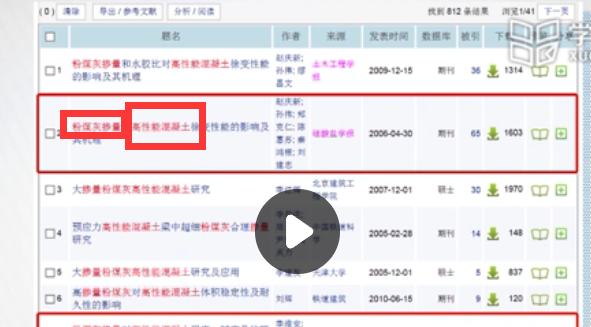 ( 0 ) 清除 导出 / 参考文献 分析 / 阅读 找到 812 条结果 浏览1/41 下一页
题名 作者 来源 发表时间 数据库 被引 下
1 粉煤灰掺量和水胶比对高性能混凝土徐变性能的影响及其机理 赵庆新; 孙伟; 缪昌文 土木工程学报 2009-12-15 期刊 36 1314
2 粉煤灰掺量 高性能混凝土徐变性能的影响及其机理 赵庆新; 孙伟; 郑克仁; 陈惠苏; 秦鸿根; 刘建忠 硅酸盐学报 2006-04-30 期刊 65 1603
3 大掺量粉煤灰高性能混凝土研究 北京建筑工程学院 2007-12-01 硕士 30 1970
4 预应力高性能混凝土梁中超细粉煤灰合理掺量研究 中国铁道科学 2005-02-28 期刊 14 148
5 大掺量粉煤灰高性能混凝土研究及应用 天津大学 2005-12-01 硕士 5 837
6 高掺量粉煤灰对高性能混凝土体积稳定性及耐久性的影响 刘辉 铁道建筑 2010-06-15 期刊 9 120